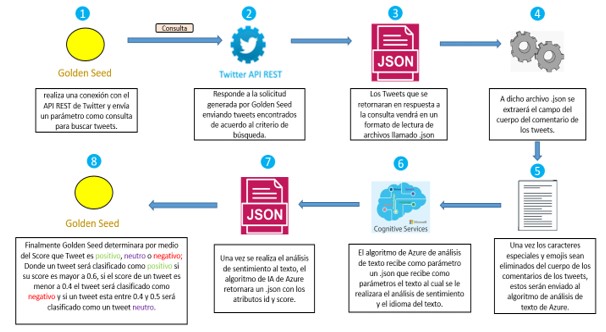 1
Golden Seed
realiza una conexión con el
API REST de Twitter y envía
un parámetro como consulta
para buscar tweets.
Consulta
2
Twitter API REST
Responde a la solicitud
generada por Golden Seed
enviando tweets encontrados
de acuerdo al criterio de
búsqueda.
3
JSON
Los Tweets que se
retornaran en respuesta a
la consulta vendrá en un
formato de lectura de
archivos llamado .json
4
A dicho archivo .json se
extraerá el campo del
cuerpo del comentario de
los tweets.
5
Una vez los caracteres
especiales y emojis sean
eliminados del cuerpo de los
comentarios de los tweets,
estos serán enviado al
algoritmo de análisis de
texto de Azure.
6
Microsoft
Cognitive Services
El algoritmo de Azure de análisis
de texto recibe como parámetro
un .json que recibe como
parámetros el texto al cual se le
realizara el análisis de sentimiento
y el idioma del texto.
7
JSON
Una vez se realiza el análisis
de sentimiento al texto, el
algoritmo de IA de Azure
retornara un .json con los
atributos id y score.
8
Golden Seed
Finalmente Golden Seed determinara por medio
del Score que Tweet es positivo, neutro o negativo;
Donde un tweet será clasificado como positivo si
su score es mayor a 0.6, si el score de un tweet es
menor a 0.4 el tweet será clasificado como
negativo y si un tweet esta entre 0.4 y 0.5 será
clasificado como un tweet neutro.